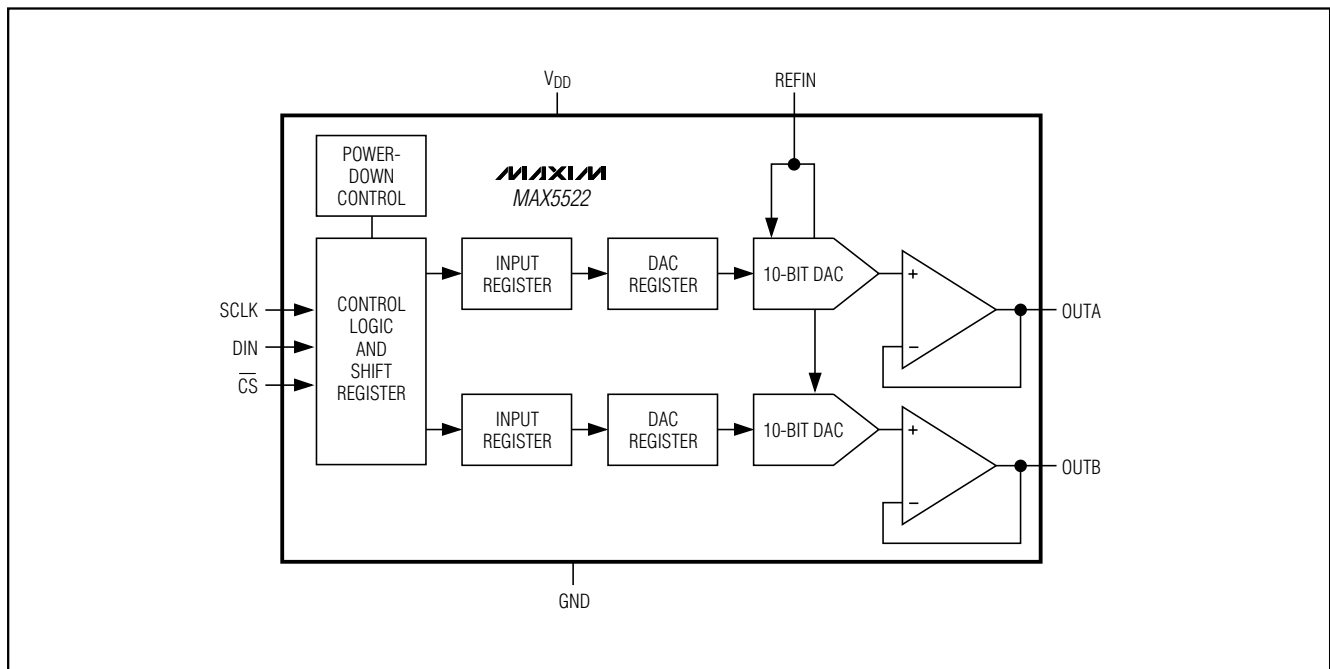 VDD
REFIN
POWER-
DOWN
CONTROL
MAXIM
MAX5522
SCLK
DIN
CS
CONTROL
LOGIC
AND
SHIFT
REGISTER
INPUT
REGISTER
DAC
REGISTER
10-BIT DAC
+
−
OUTA
INPUT
REGISTER
DAC
REGISTER
10-BIT DAC
+
−
OUTB
GND